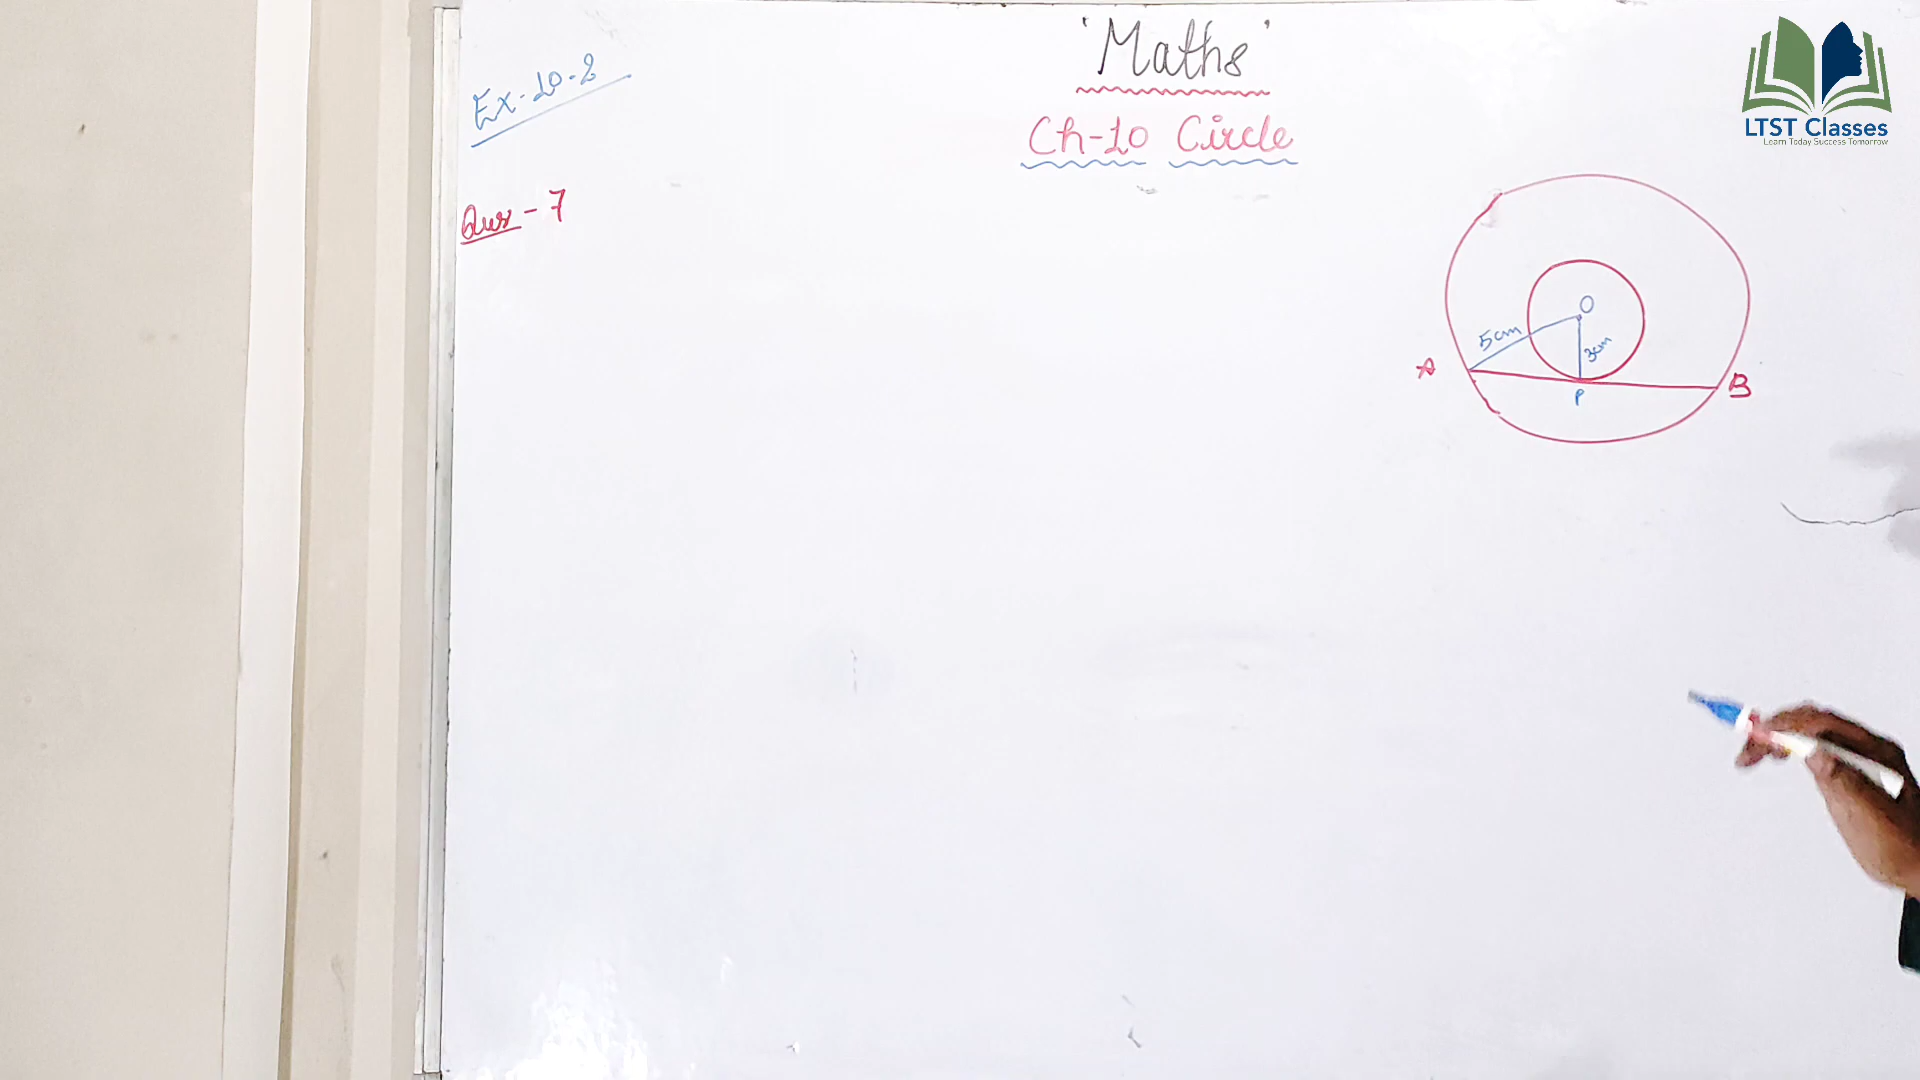 'Maths'
Ex-10.2
Ch-10 Circle
LTST Classes
Learn Today Success Tomorrow
Ques-7
O
5cm
3cm
A
B
P